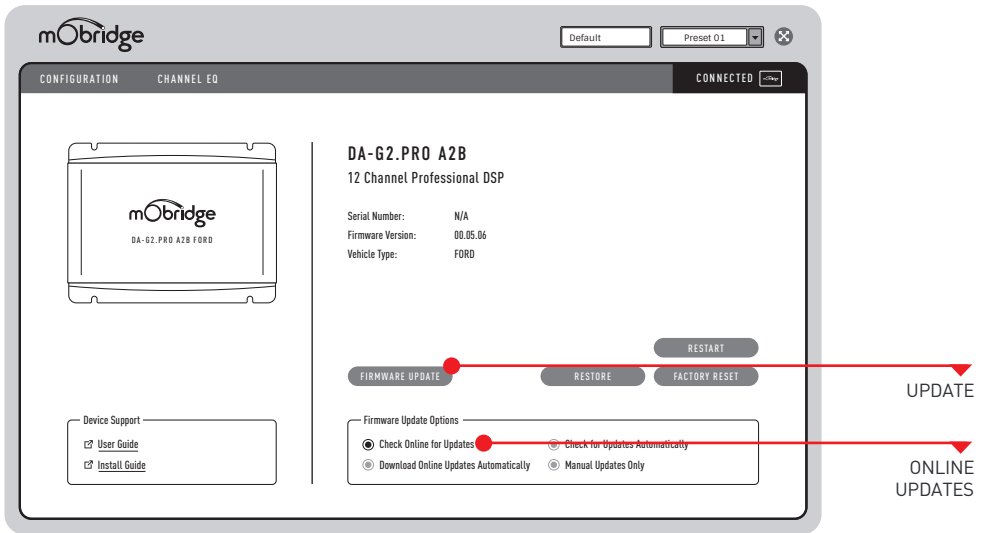 mObridge
Default
Preset 01
CONFIGURATION
CHANNEL EQ
CONNECTED
mObridge
DA-G2.PRO A2B FORD
DA-G2.PRO A2B
12 Channel Professional DSP
Serial Number: N/A
Firmware Version: 00.05.06
Vehicle Type: FORD
RESTART
FIRMWARE UPDATE
RESTORE
FACTORY RESET
UPDATE
Device Support
User Guide
Install Guide
Firmware Update Options
Check Online for Updates
Check for Updates Automatically
Download Online Updates Automatically
Manual Updates Only
ONLINE
UPDATES